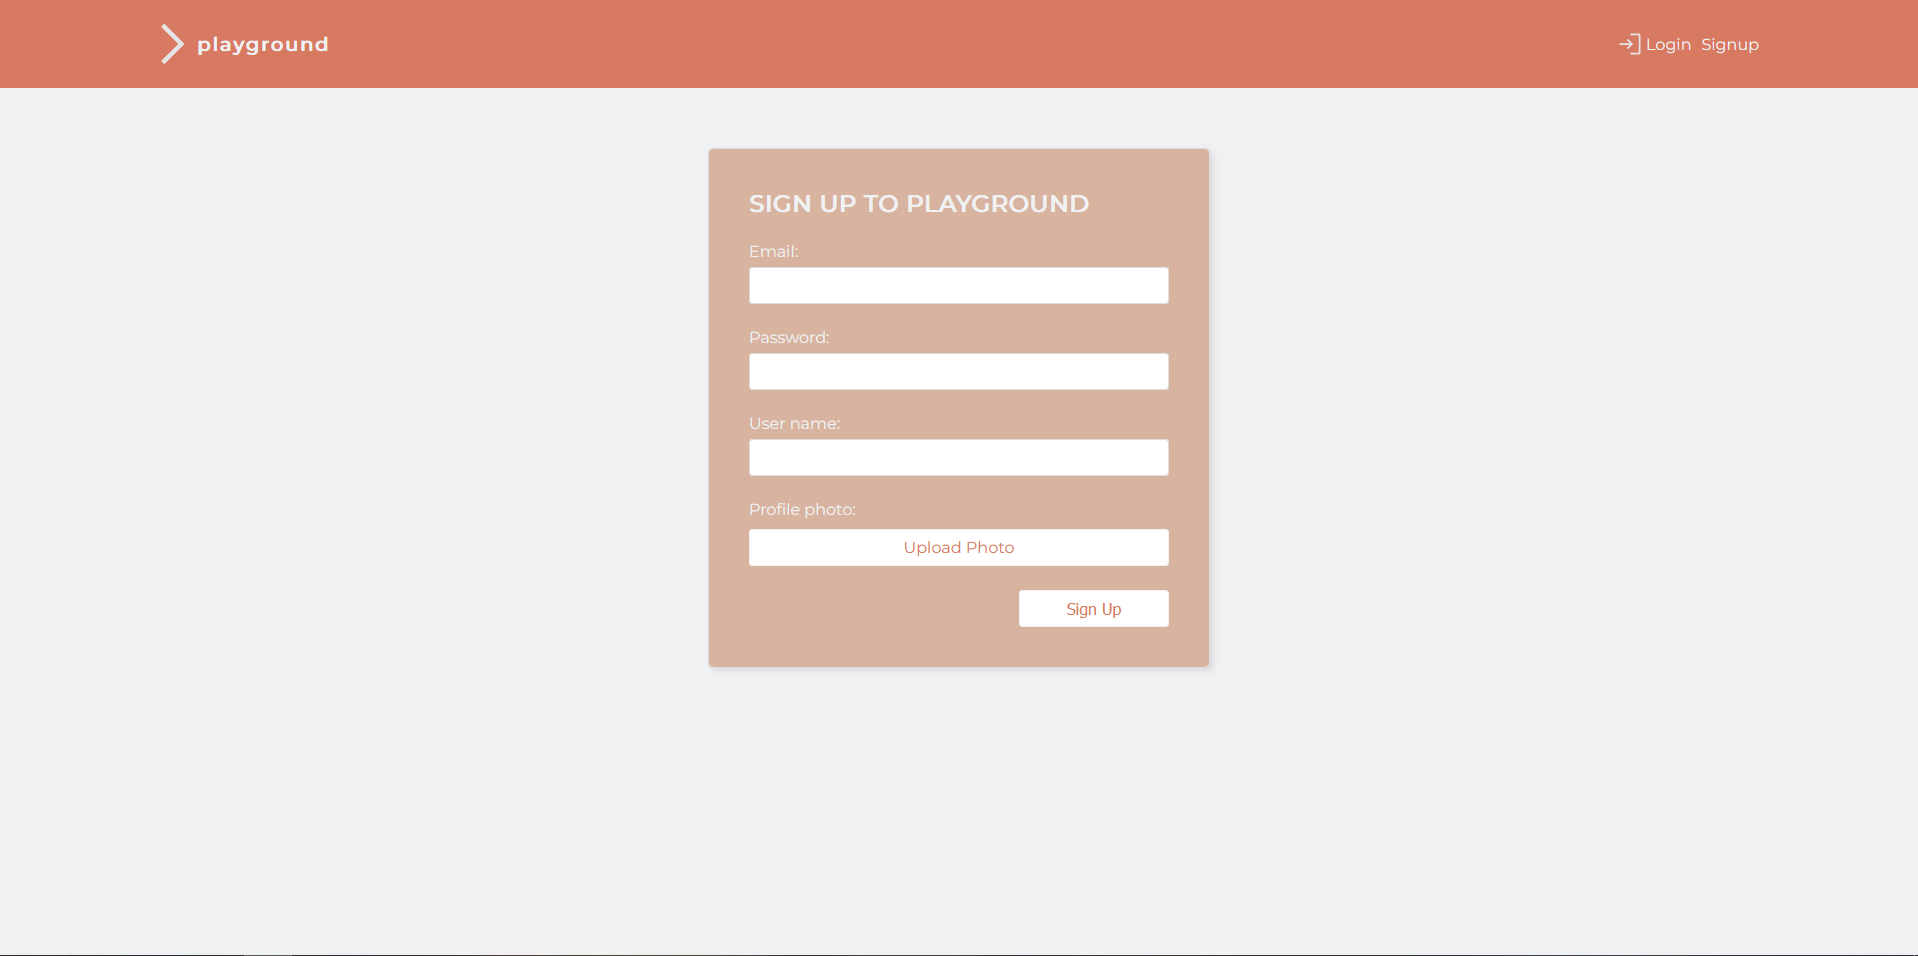 playground
Login Signup
SIGN UP TO PLAYGROUND
Email:
Password:
User name:
Profile photo:
Upload Photo
Sign Up